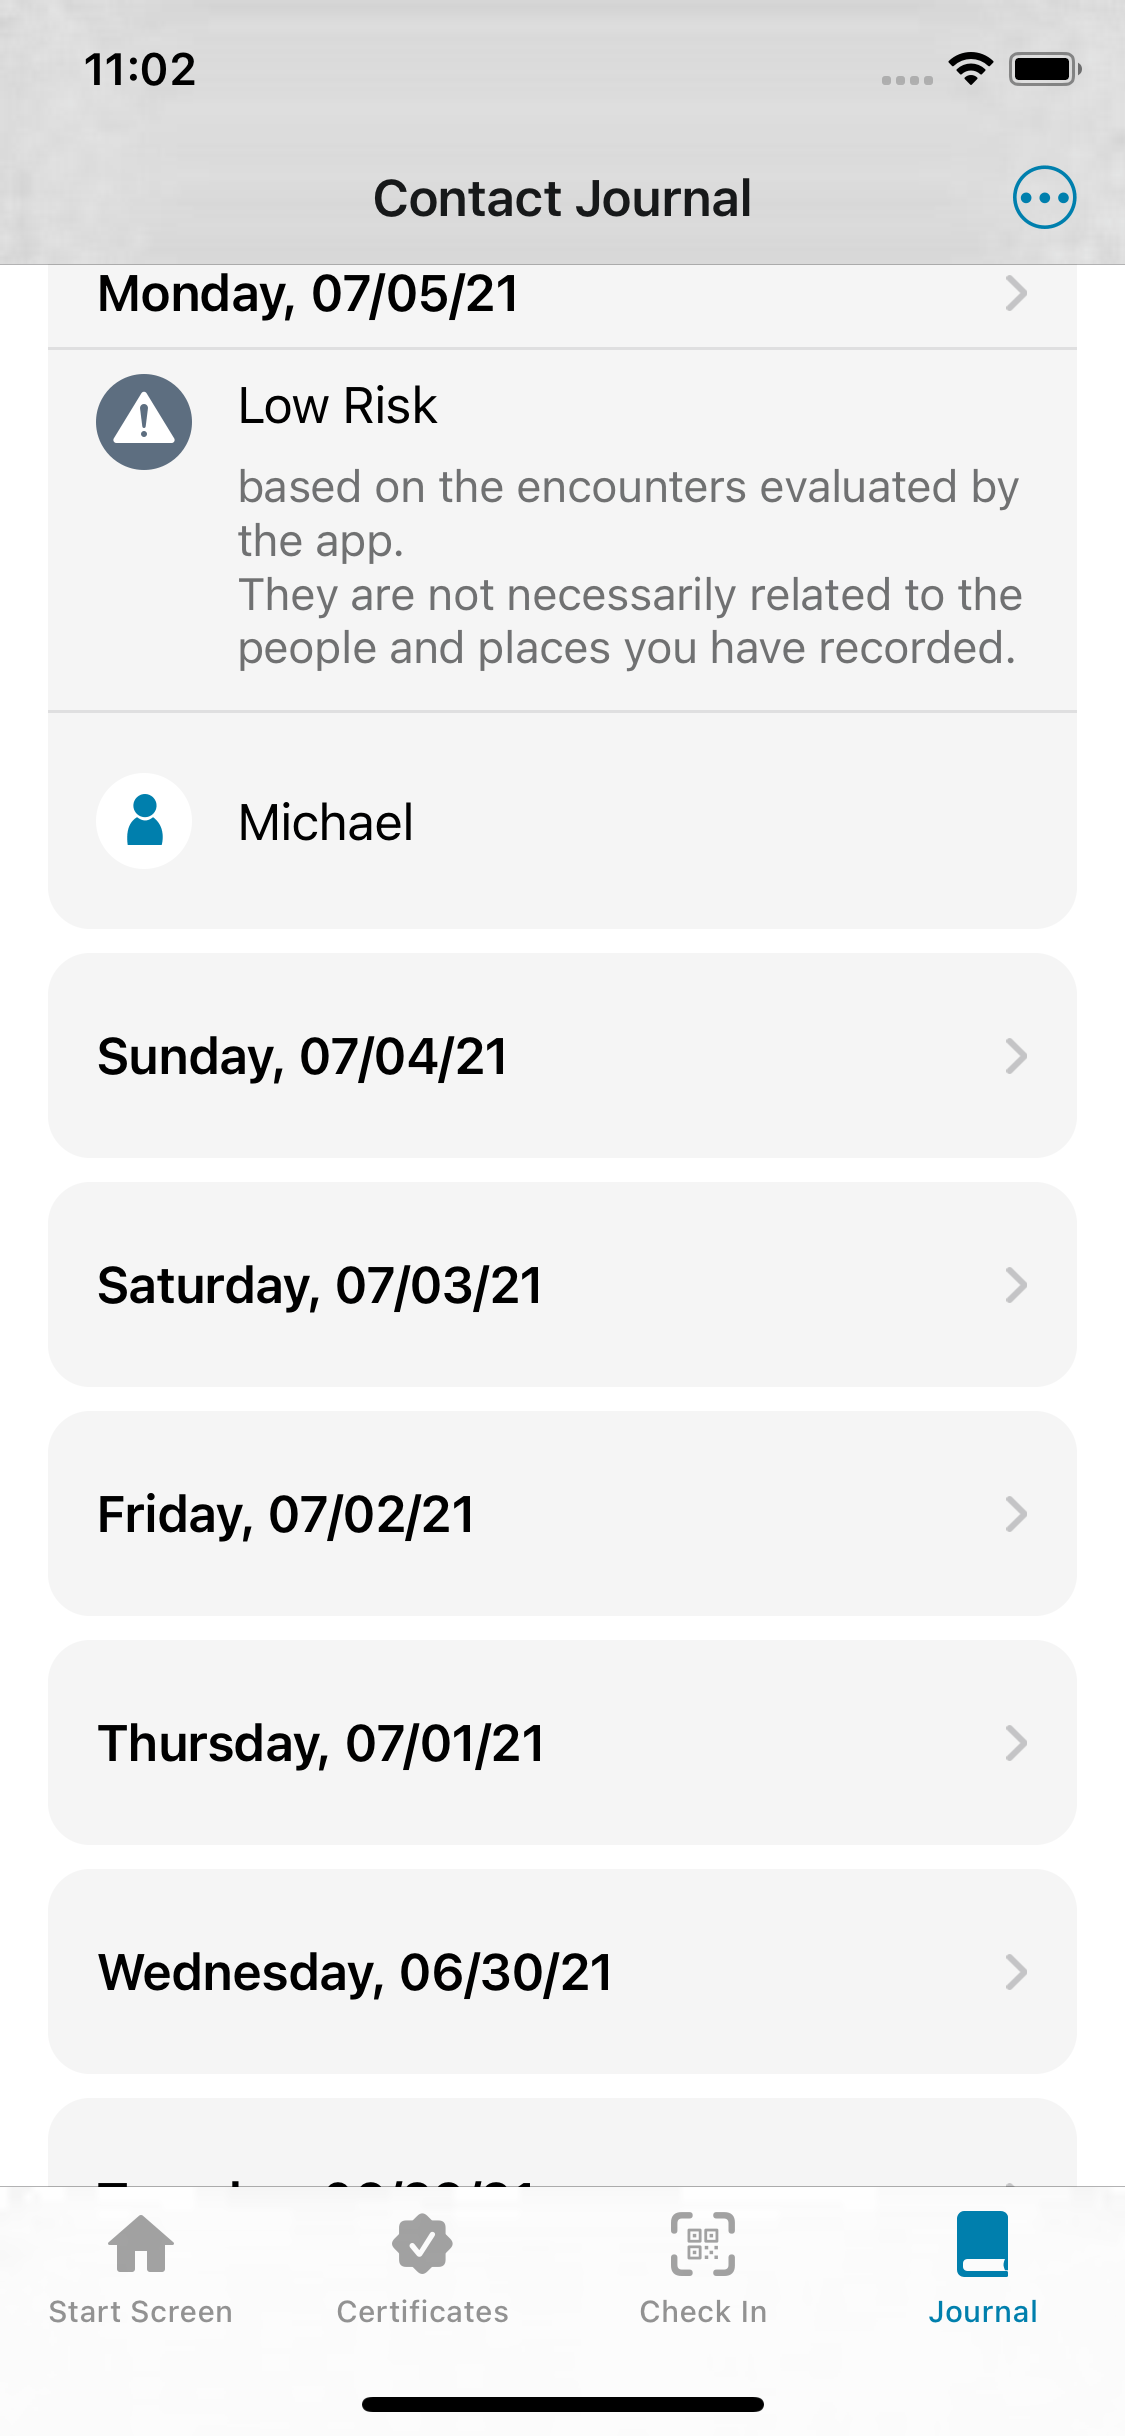 11:02
Contact Journal
Monday, 07/05/21
Low Risk
based on the encounters evaluated by
the app.
They are not necessarily related to the
people and places you have recorded.
Michael
Sunday, 07/04/21
Saturday, 07/03/21
Friday, 07/02/21
Thursday, 07/01/21
Wednesday, 06/30/21
Start Screen
Certificates
Check In
Journal